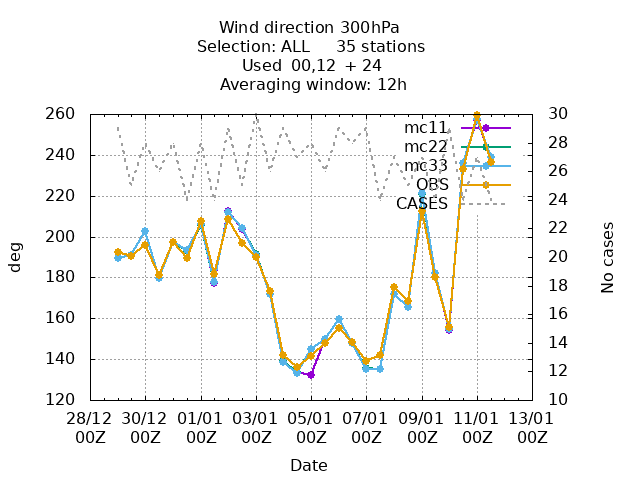 Wind direction 300hPa
Selection: ALL 35 stations
Used 00,12 + 24
Averaging window: 12h
260 30
240 28
220 26
200 24
180 22
160 20
140 18
120 16
14
12
10
mc11
mc22
mc33
OBS
CASES
deg
No cases
28/12 30/12 01/01 03/01 05/01 07/01 09/01 11/01 13/01
00Z 00Z 00Z 00Z 00Z 00Z 00Z 00Z 00Z
Date